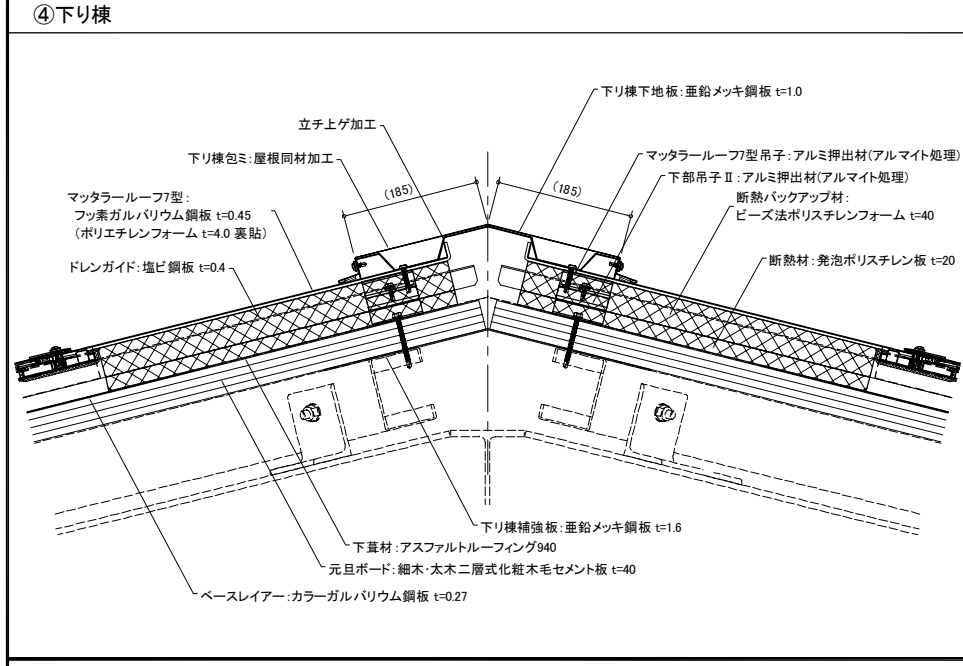 ④下り棟
下り棟下地板：亜鉛メッキ鋼板 t=1.0
立チ上ゲ加工
下り棟包ミ：屋根同材加工
マッタラールーフ7型吊子：アルミ押出材(アルマイト処理)
下部吊子Ⅱ：アルミ押出材(アルマイト処理)
(185)
(185)
マッタラールーフ7型：
フッ素ガルバリウム鋼板 t=0.45
（ポリエチレンフォーム t=4.0 裏貼）
断熱バックアップ材：
ビーズ法ポリスチレンフォーム t=40
ドレンガイド：塩ビ鋼板 t=0.4
断熱材：発泡ポリスチレン板 t=20
下り棟補強板：亜鉛メッキ鋼板 t=1.6
下葺材：アスファルトルーフィング940
元旦ボード：細木・太木二層式化粧木毛セメント板 t=40
ベースレイアー：カラーガルバリウム鋼板 t=0.27